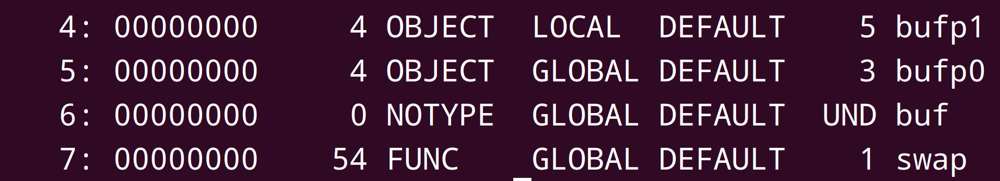 4: 00000000     4 OBJECT  LOCAL  DEFAULT    5 bufp1
5: 00000000     4 OBJECT  GLOBAL DEFAULT    3 bufp0
6: 00000000     0 NOTYPE  GLOBAL DEFAULT  UND buf
7: 00000000    54 FUNC    GLOBAL DEFAULT    1 swap